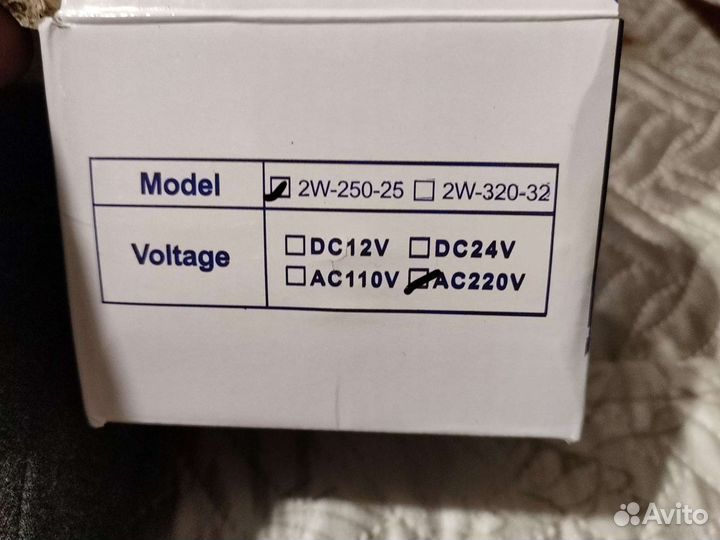 Model 2W-250-25 2W-320-32
Voltage DC12V DC24V
AC110V AC220V
Avito